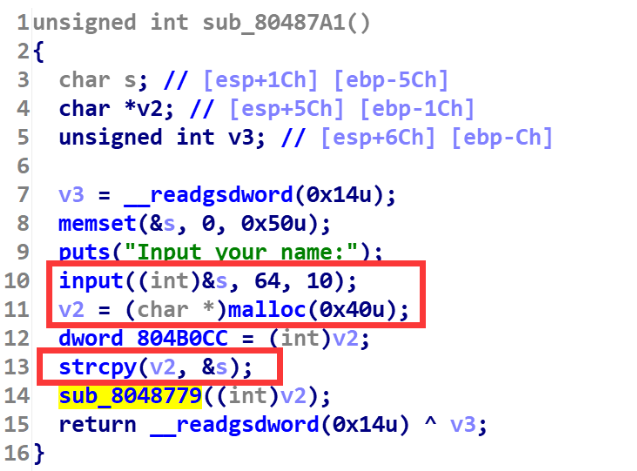 1 unsigned int sub_80487A1()
2 {
3   char s; // [esp+1Ch] [ebp-5Ch]
4   char *v2; // [esp+5Ch] [ebp-1Ch]
5   unsigned int v3; // [esp+6Ch] [ebp-Ch]
6
7   v3 = __readgsdword(0x14u);
8   memset(&s, 0, 0x50u);
9   puts("Input your name:");
10   input((int)&s, 64, 10);
11   v2 = (char *)malloc(0x40u);
12   dword_804B0CC = (int)v2;
13   strcpy(v2, &s);
14   sub_8048779((int)v2);
15   return __readgsdword(0x14u) ^ v3;
16 }